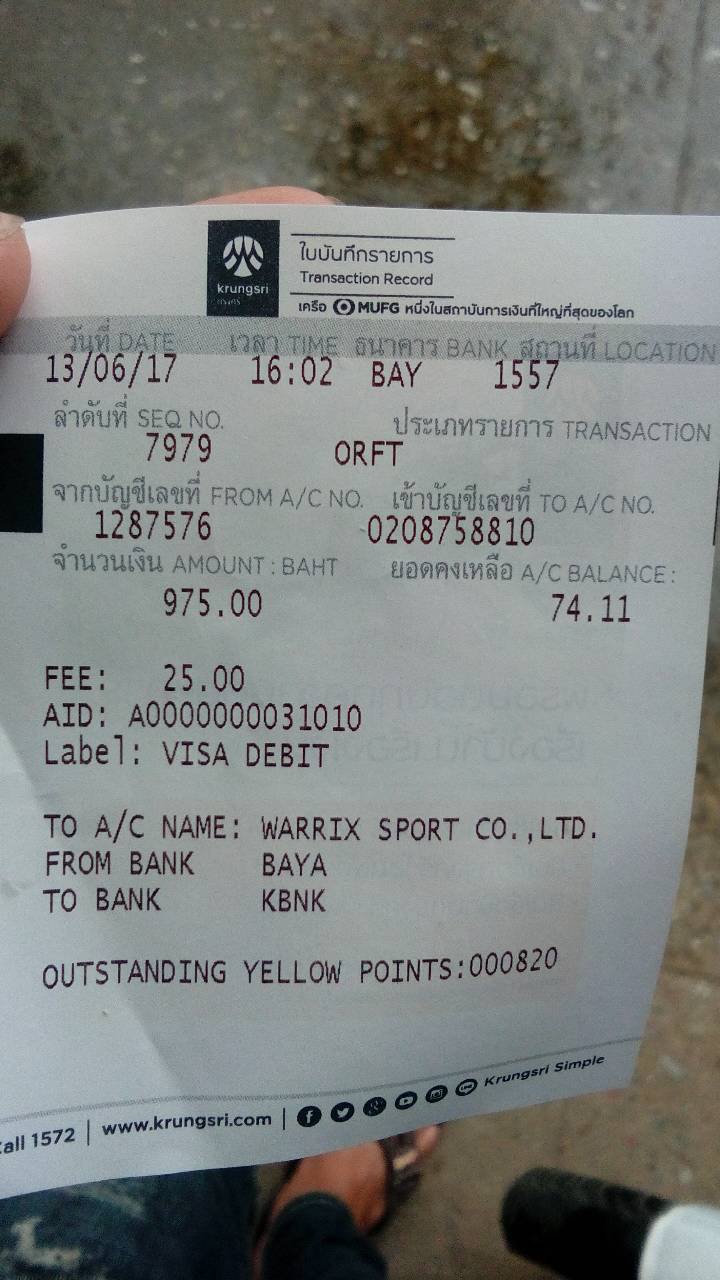 krungsri
กรุงศรี
ใบบันทึกรายการ
Transaction Record
เครือ MUFG หนึ่งในสถาบันการเงินที่ใหญ่ที่สุดของโลก
วันที่ DATE เวลา TIME ธนาคาร BANK สถานที่ LOCATION
13/06/17 16:02 BAY 1557
ลำดับที่ SEQ NO. ประเภทรายการ TRANSACTION
7979 ORFT
จากบัญชีเลขที่ FROM A/C NO. เข้าบัญชีเลขที่ TO A/C NO.
1287576 0208758810
จำนวนเงิน AMOUNT : BAHT ยอดคงเหลือ A/C BALANCE :
975.00 74.11
FEE: 25.00
AID: A0000000031010
Label: VISA DEBIT
TO A/C NAME: WARRIX SPORT CO.,LTD.
FROM BANK BAYA
TO BANK KBNK
OUTSTANDING YELLOW POINTS:000820
all 1572 | www.krungsri.com | Krungsri Simple